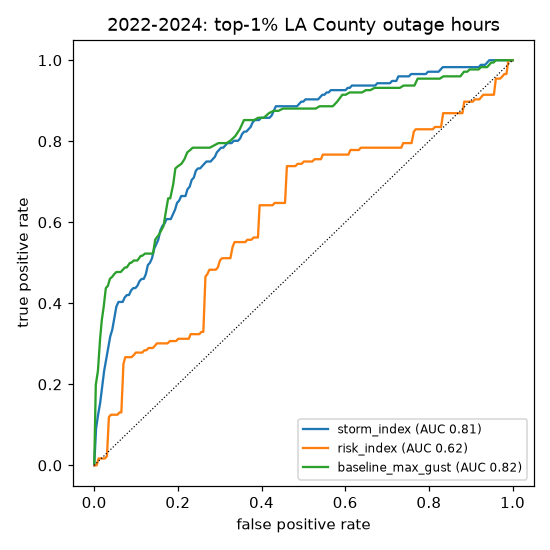 2022-2024: top-1% LA County outage hours
1.0
0.8
0.6
0.4
0.2
0.0
true positive rate
storm_index (AUC 0.81)
risk_index (AUC 0.62)
baseline_max_gust (AUC 0.82)
0.0 0.2 0.4 0.6 0.8 1.0
false positive rate